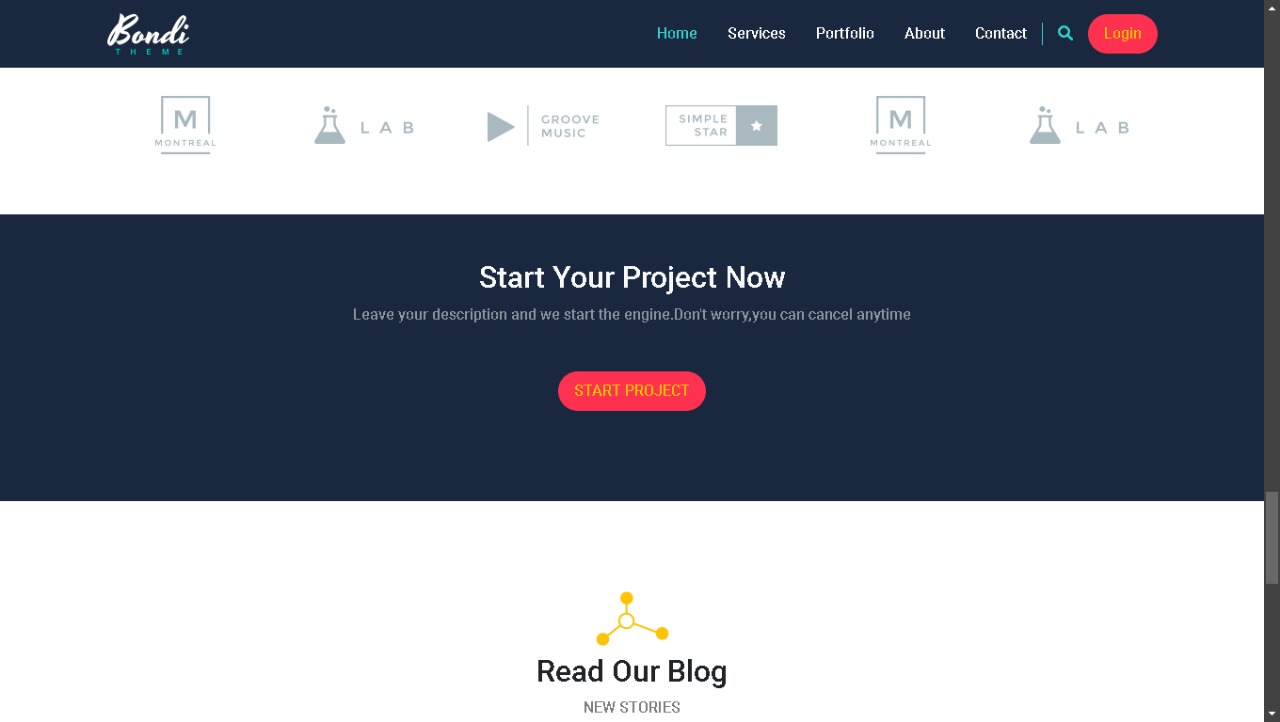 Bondi
THEME
Home Services Portfolio About Contact Login
M
MONTREAL
LAB
GROOVE
MUSIC
SIMPLE
STAR
M
MONTREAL
LAB
Start Your Project Now
Leave your description and we start the engine.Don't worry,you can cancel anytime
START PROJECT
Read Our Blog
NEW STORIES